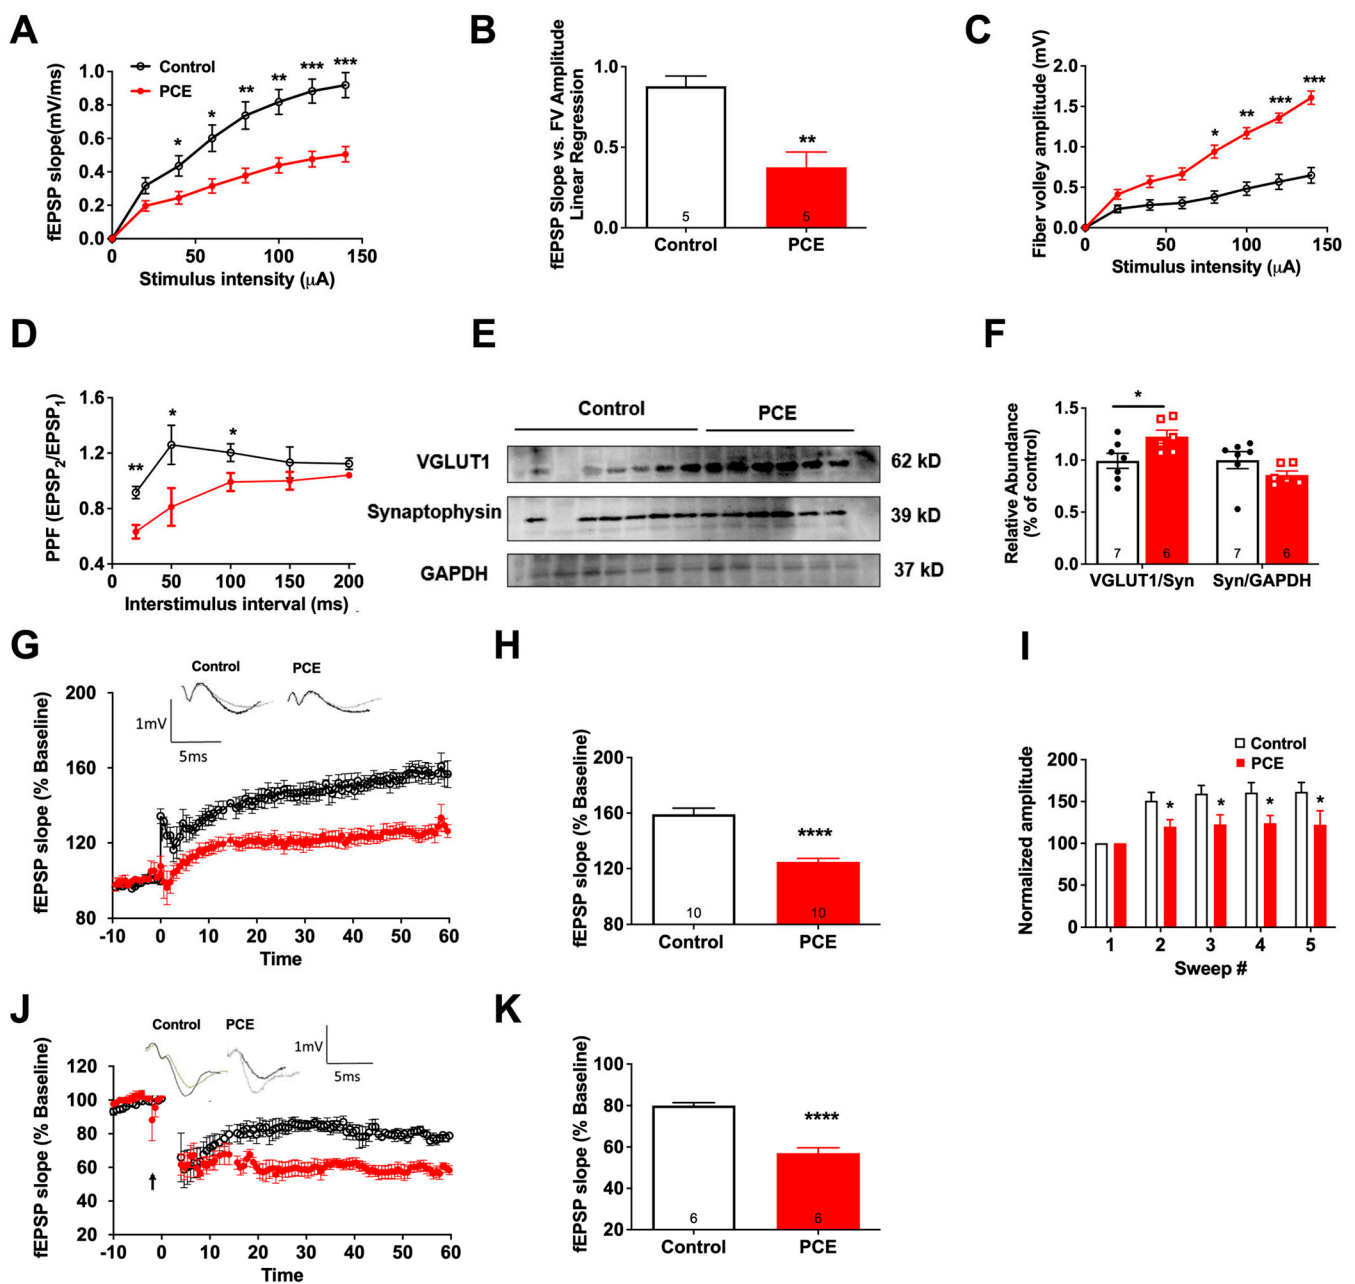 A
fEPSP slope(mV/ms)
1.0
0.8
0.6
0.4
0.2
0.0
Control
PCE
*
*
**
**
***
***
0
50
100
150
Stimulus intensity (μA)
B
fEPSP Slope vs. FV Amplitude
Linear Regression
1.0
0.5
0.0
**
5
5
Control
PCE
C
Fiber volley amplitude (mV)
2.0
1.5
1.0
0.5
0.0
*
**
***
***
0
50
100
150
Stimulus intensity (μA)
D
PPF (EPSP2/EPSP1)
1.6
1.2
0.8
0.4
**
*
*
0
50
100
150
200
Interstimulus interval (ms)
E
Control
PCE
VGLUT1
62 kD
Synaptophysin
39 kD
GAPDH
37 kD
F
Relative Abundance
(% of control)
1.5
1.0
0.5
0.0
*
7
6
7
6
VGLUT1/Syn
Syn/GAPDH
G
fEPSP slope (% Baseline)
200
160
120
80
Control
PCE
1mV
5ms
-10
0
10
20
30
40
50
60
Time
H
fEPSP slope (% Baseline)
200
160
120
80
****
10
10
Control
PCE
I
Normalized amplitude
200
150
100
50
0
Control
PCE
*
*
*
*
1
2
3
4
5
Sweep #
J
fEPSP slope (% Baseline)
120
100
80
60
40
20
Control
PCE
1mV
5ms
-10
0
10
20
30
40
50
60
Time
K
fEPSP slope (% Baseline)
100
80
60
40
20
****
6
6
Control
PCE